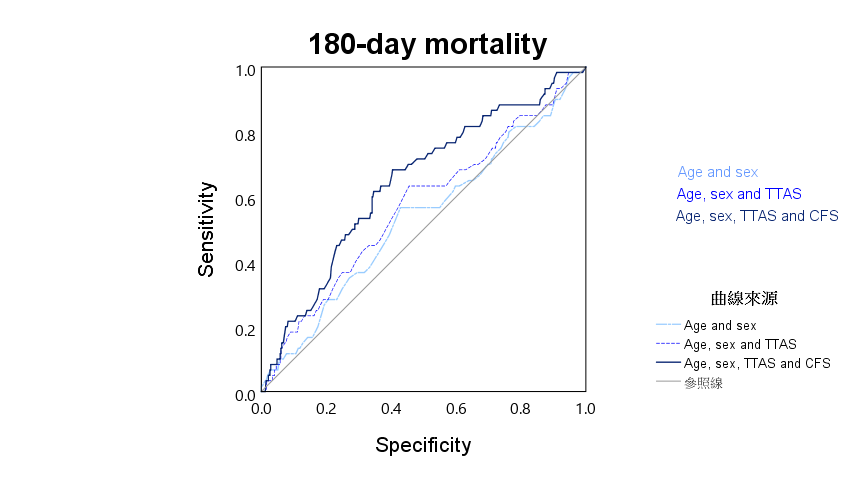 180-day mortality
1.0
0.8
0.6
0.4
0.2
0.0
Sensitivity
0.0 0.2 0.4 0.6 0.8 1.0
Specificity
Age and sex
Age, sex and TTAS
Age, sex, TTAS and CFS
曲線來源
Age and sex
Age, sex and TTAS
Age, sex, TTAS and CFS
參照線